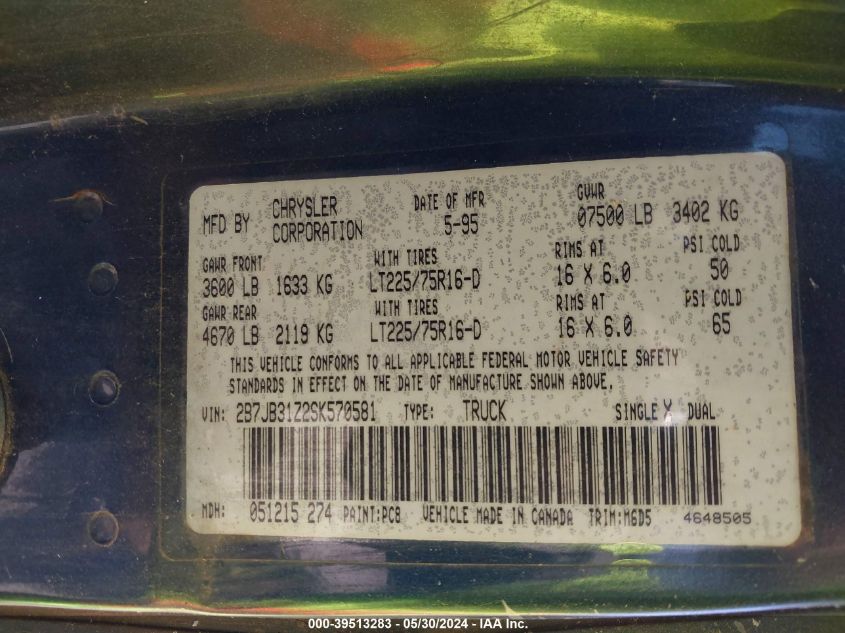 MFD BY CHRYSLER CORPORATION DATE OF MFR 5-95 GVWR 07500 LB 3402 KG
GAWR FRONT WITH TIRES RIMS AT PSI COLD
3600 LB 1633 KG LT225/75R16-D 16 X 6.0 50
GAWR REAR WITH TIRES RIMS AT PSI COLD
4670 LB 2119 KG LT225/75R16-D 16 X 6.0 65
THIS VEHICLE CONFORMS TO ALL APPLICABLE FEDERAL MOTOR VEHICLE SAFETY
STANDARDS IN EFFECT ON THE DATE OF MANUFACTURE SHOWN ABOVE.
VIN: 2B7JB31Z2SK570581 TYPE: TRUCK SINGLE X DUAL
MDH: 051215 274 PAINT:PC8 VEHICLE MADE IN CANADA TRIM:M6D5 4648505
000-39513283 - 05/30/2024 - IAA Inc.